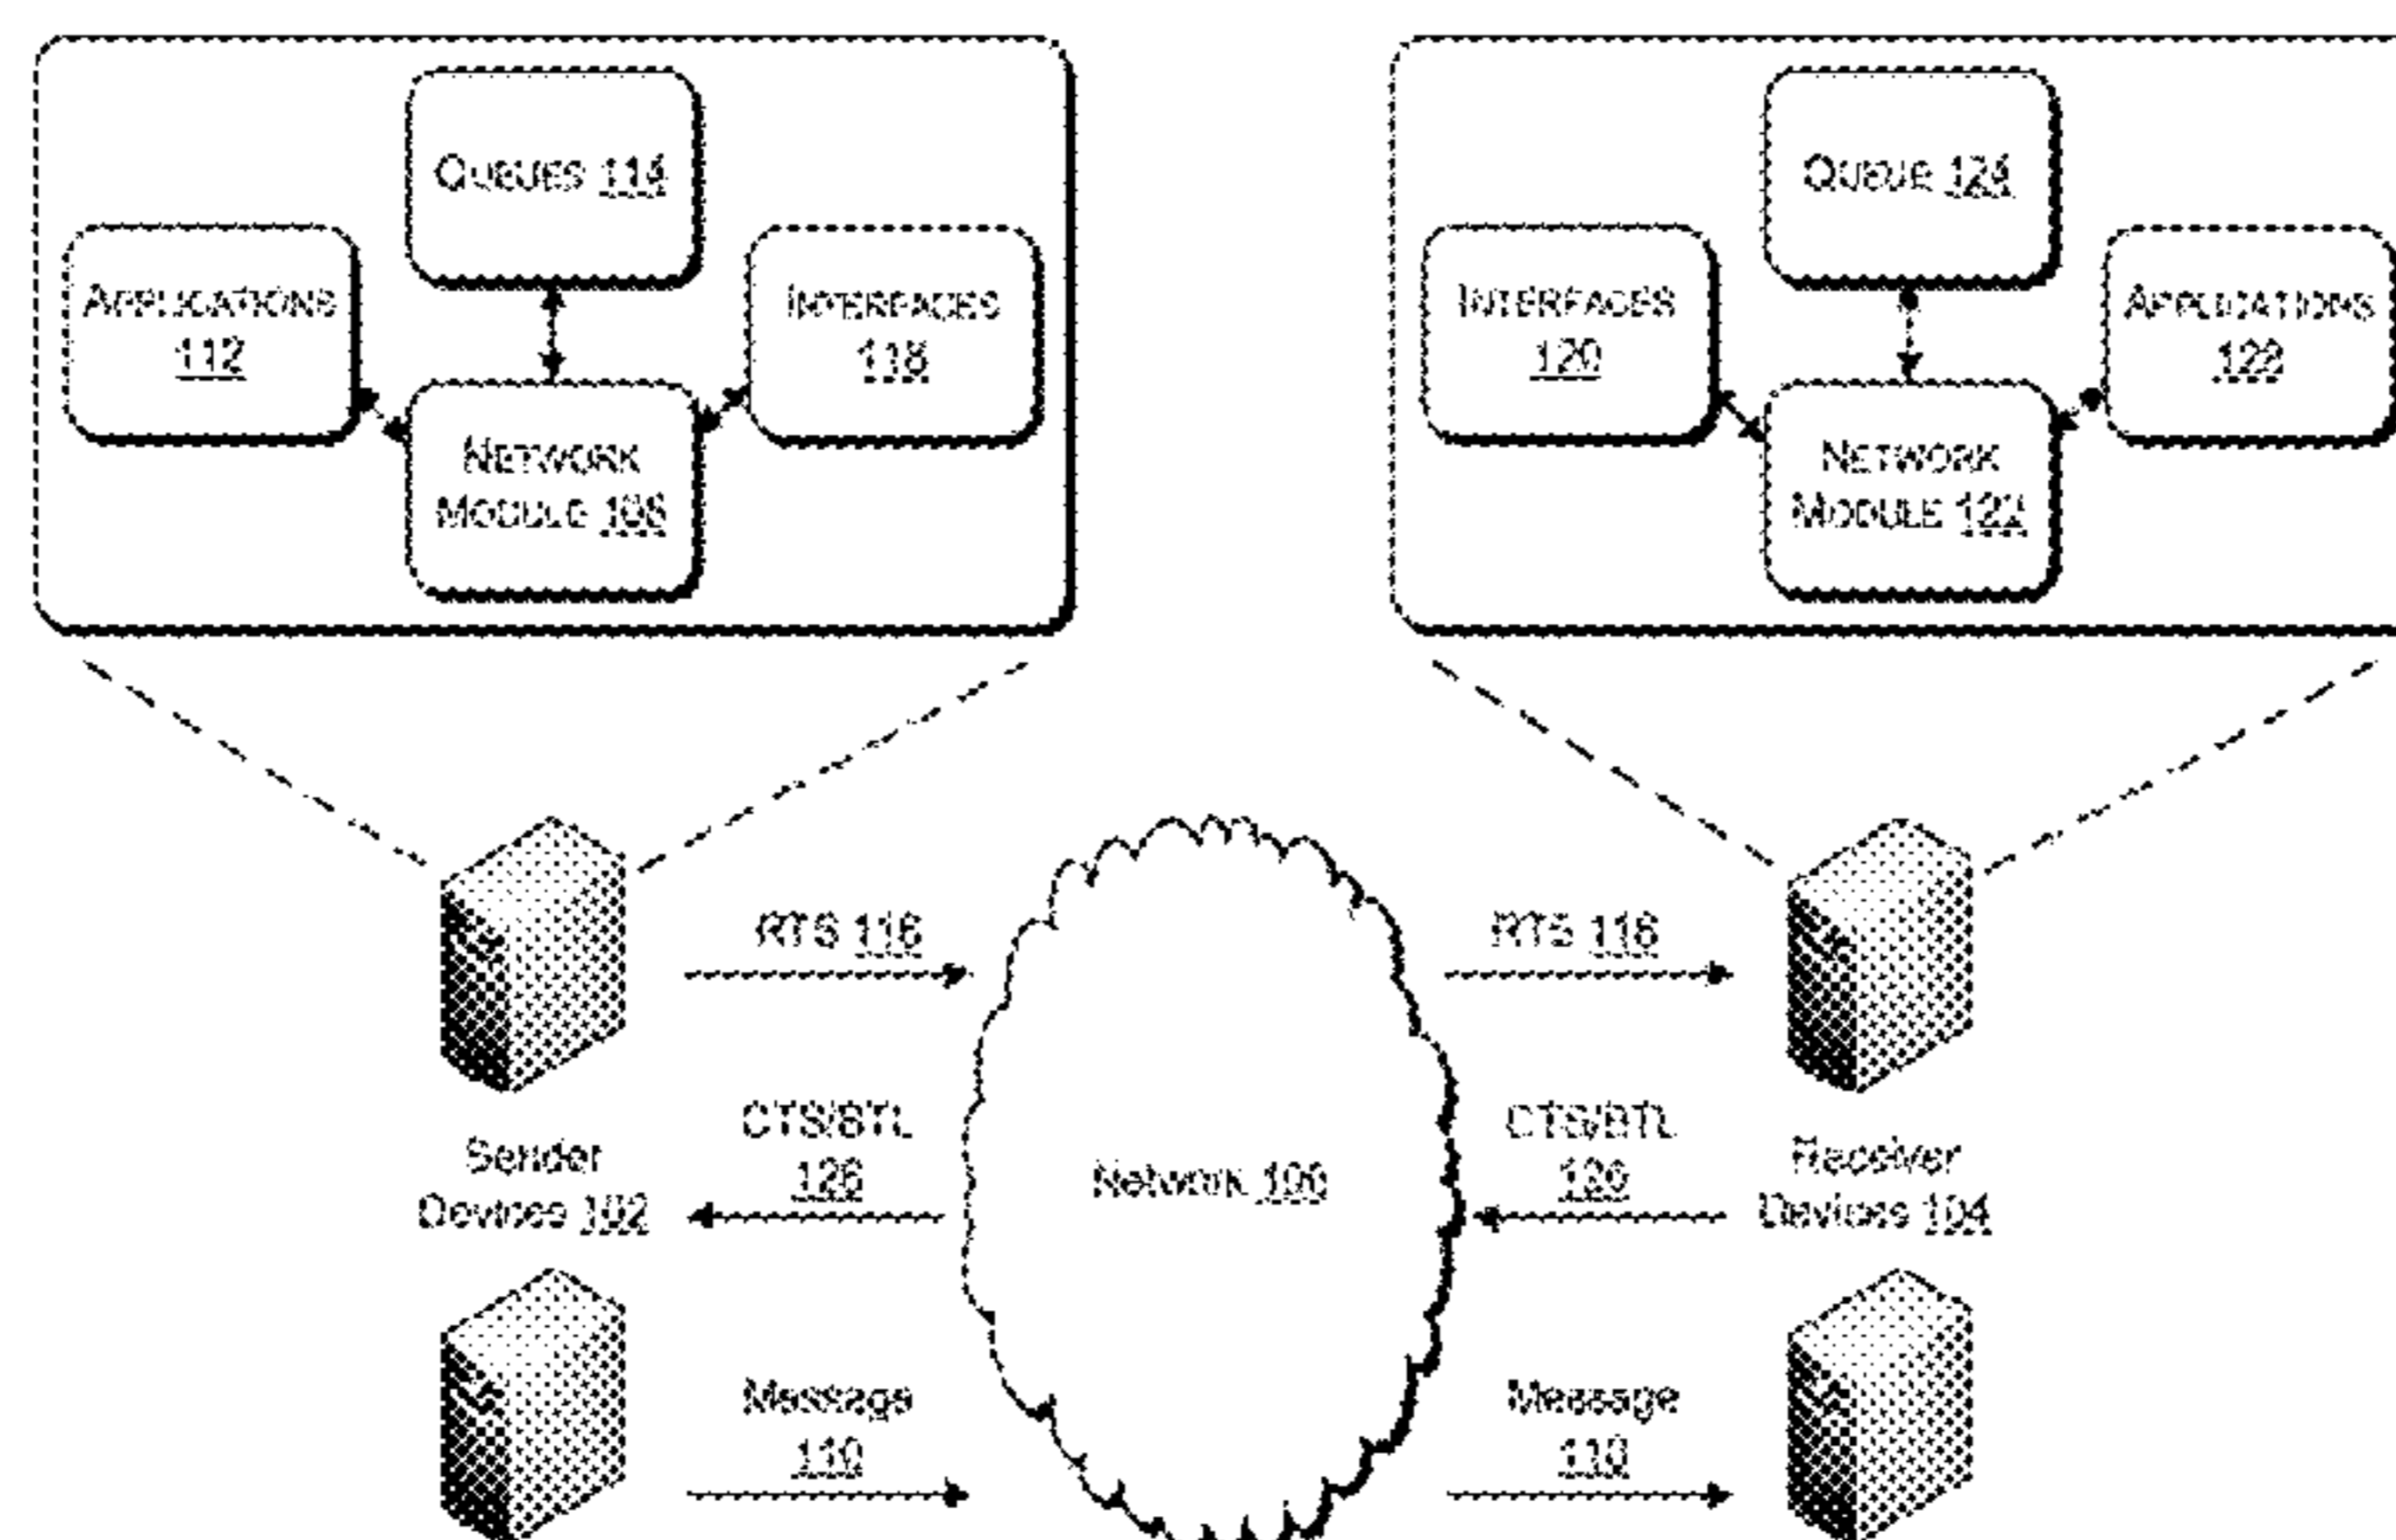 QUEUES 114
APPLICATIONS
112
INTERFACES
118
NETWORK
MODULE 108
QUEUE 124
INTERFACES
120
APPLICATIONS
128
NETWORK
MODULE 122
RTS 116
RTS 116
CTS/BTL
126
CTS/BTL
126
Sender
Devices 102
Network 106
Receiver
Devices 104
Message
110
Message
110